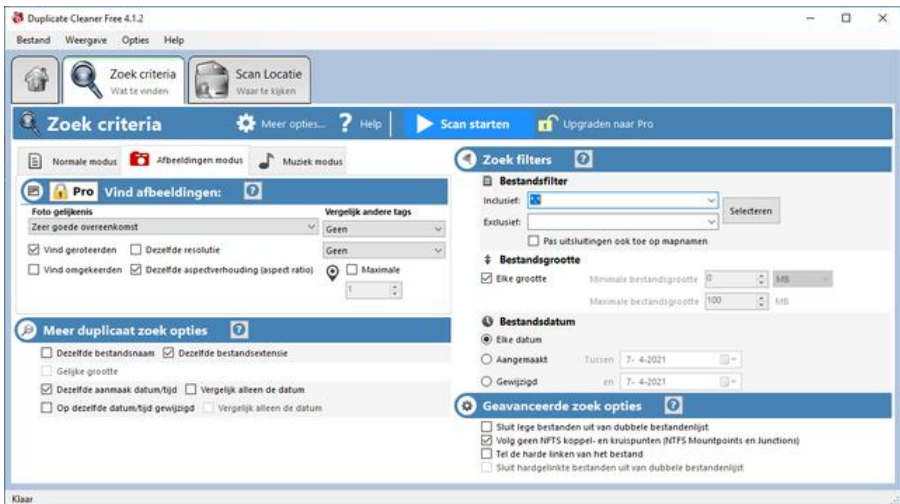 Duplicate Cleaner Free 4.1.2
Bestand Weergave Opties Help
Zoek criteria
Wat te vinden
Scan Locatie
Waar te kijken
Zoek criteria
Meer opties...
? Help
Scan starten
Upgraden naar Pro
Normale modus
Afbeeldingen modus
Muziek modus
Pro Vind afbeeldingen: ?
Foto gelijkenis
Vergelijk andere tags
Zeer goede overeenkomst
Geen
Vind geroteerden
Dezelfde resolutie
Geen
Vind omgekeerden
Dezelfde aspectverhouding (aspect ratio)
Maximale
1
Meer duplicaat zoek opties ?
Dezelfde bestandsnaam
Dezelfde bestandsextensie
Gelijke grootte
Dezelfde aanmaak datum/tijd
Vergelijk alleen de datum
Op dezelfde datum/tijd gewijzigd
Vergelijk alleen de datum
Zoek filters ?
Bestandsfilter
Inclusief: *.*
Selecteren
Exclusief:
Pas uitsluitingen ook toe op mapnamen
Bestandsgrootte
Elke grootte
Minimale bestandsgrootte 0 MB
Maximale bestandsgrootte 100 MB
Bestandsdatum
Elke datum
Aangemaakt Tussen 7- 4-2021
Gewijzigd en 7- 4-2021
Geavanceerde zoek opties ?
Sluit lege bestanden uit van dubbele bestandenlijst
Volg geen NFTS koppel- en kruispunten (NTFS Mountpoints en Junctions)
Tel de harde linken van het bestand
Sluit hardgelinkte bestanden uit van dubbele bestandenlijst
Klaar